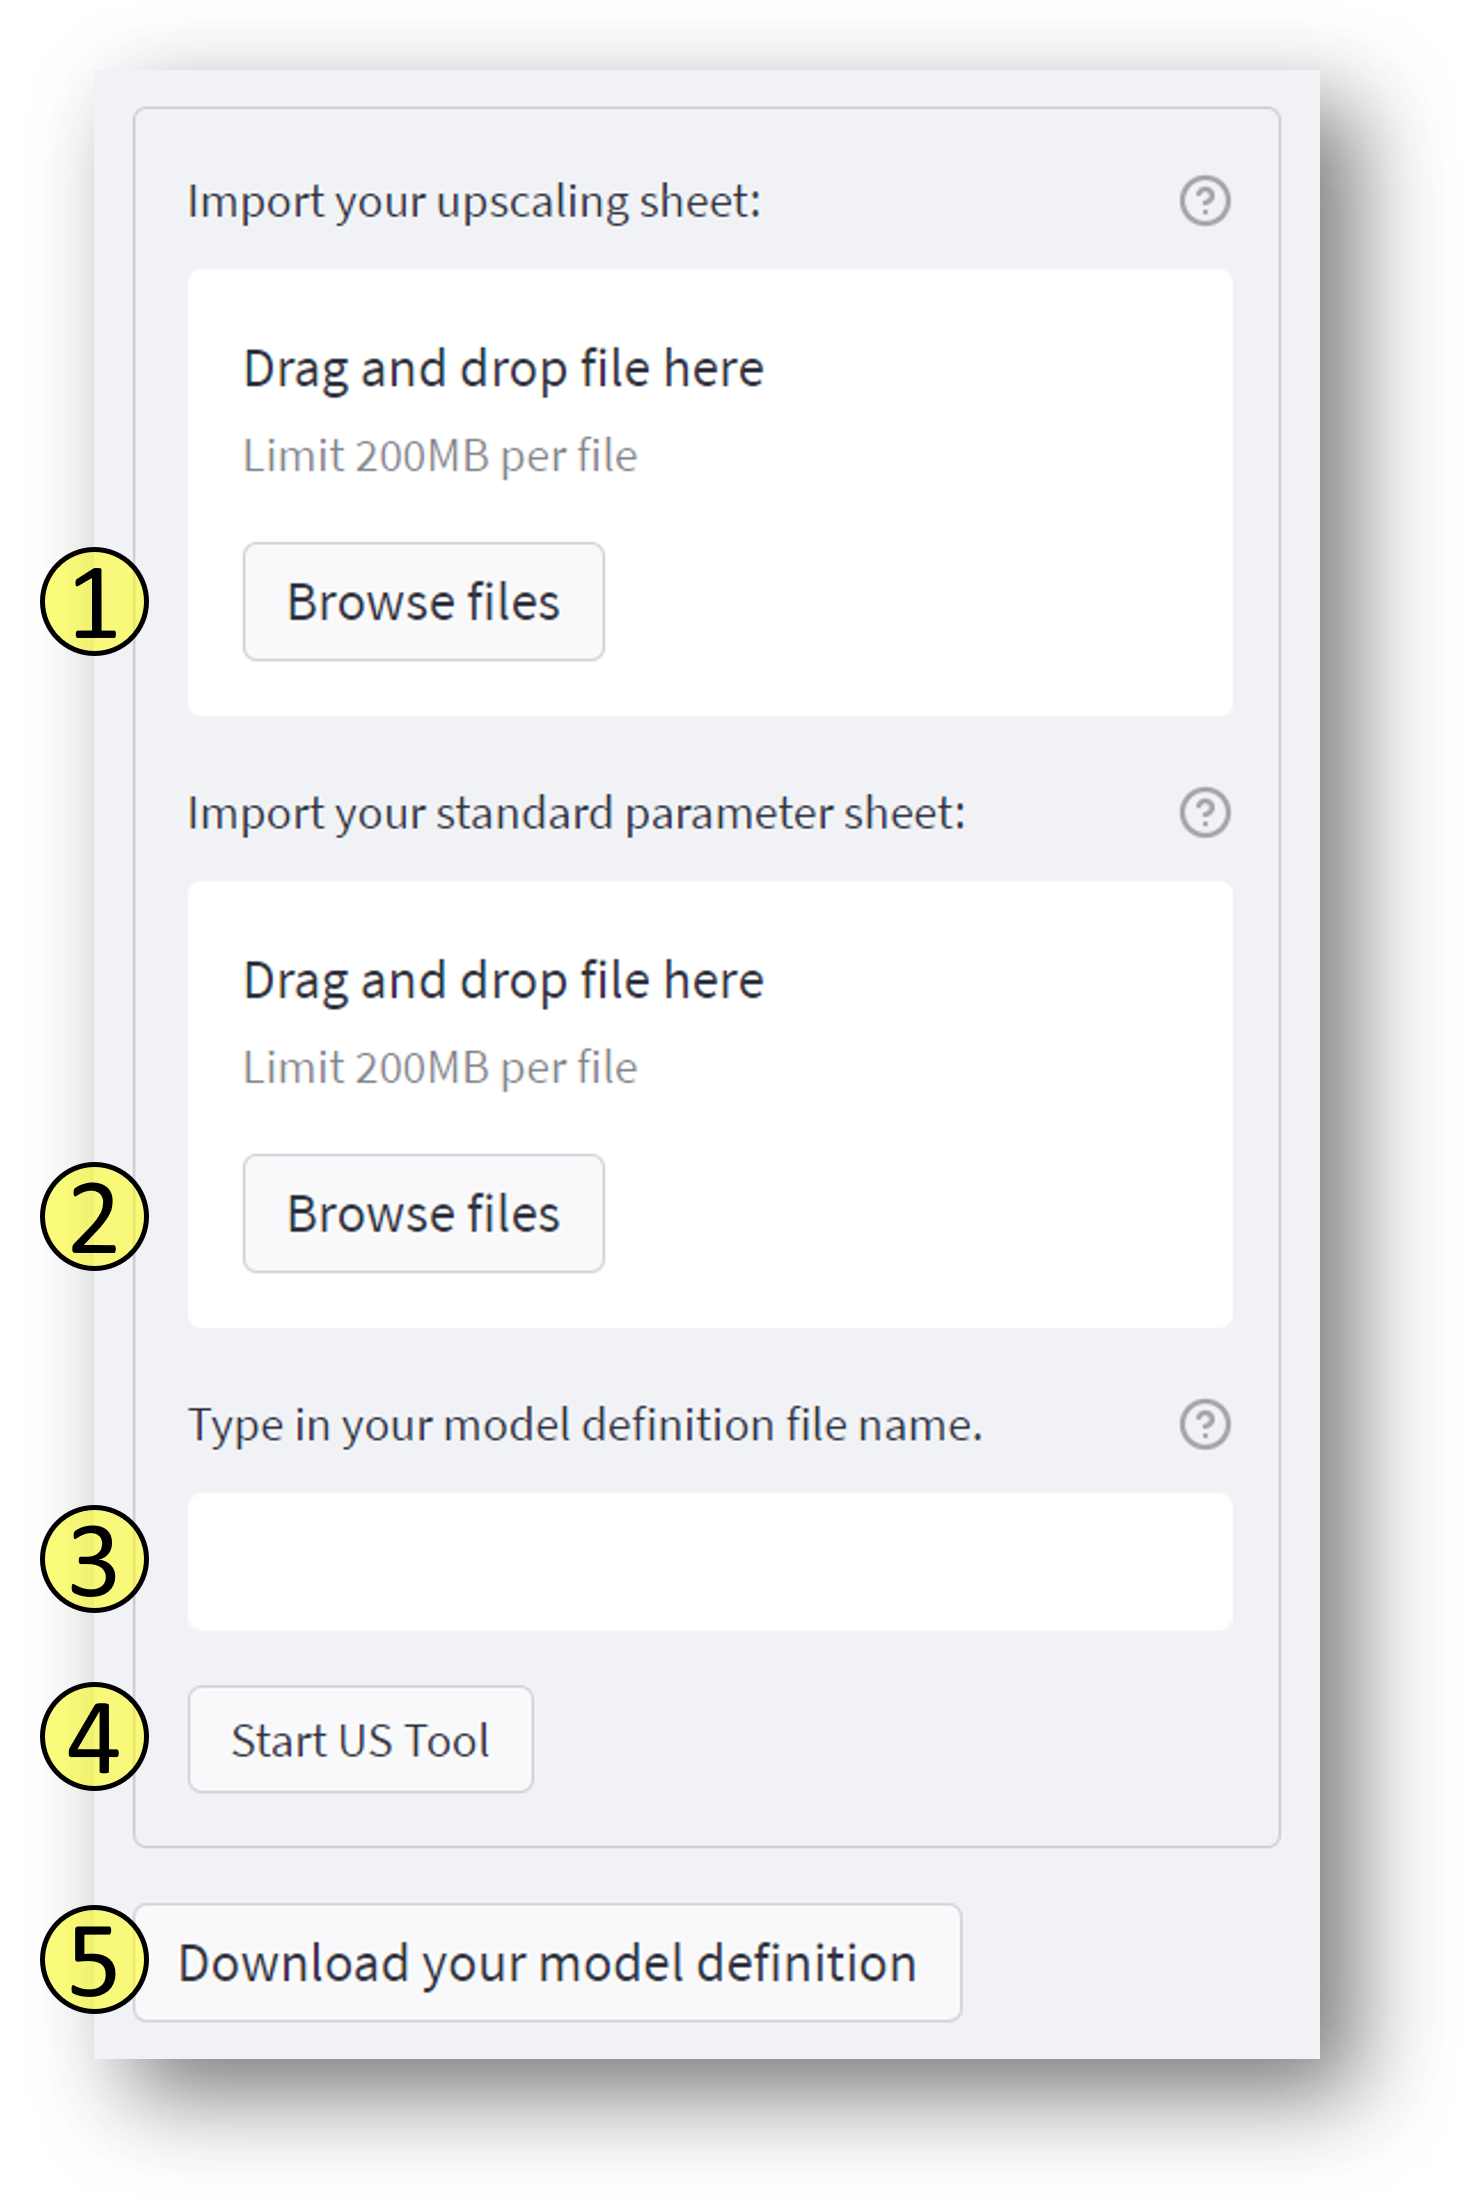 Import your upscaling sheet:
Drag and drop file here
Limit 200MB per file
1 Browse files
Import your standard parameter sheet:
Drag and drop file here
Limit 200MB per file
2 Browse files
Type in your model definition file name.
3
4 Start US Tool
5 Download your model definition